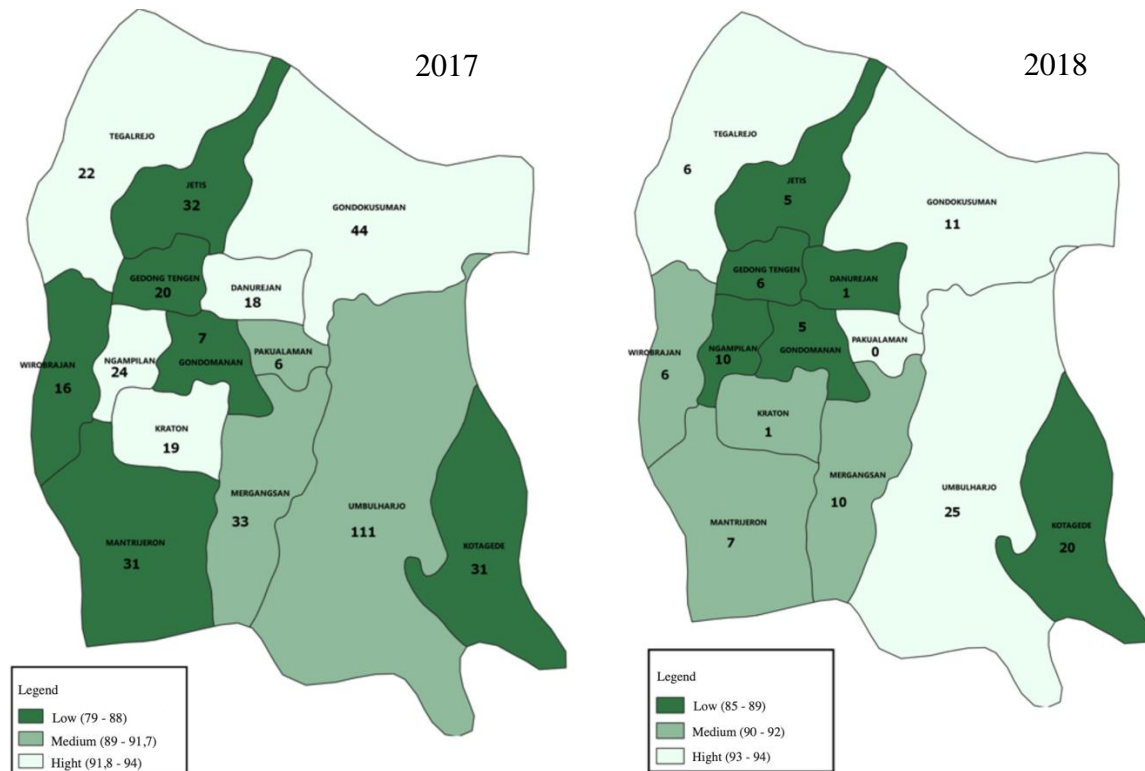 2017
TEGALREJO
22
JETIS
32
GONDOKUSUMAN
44
GEDONG TENGEN
20
DANUREJAN
18
WIROBRAJAN
16
NGAMPILAN
24
7
GONDOMANAN
PAKUALAMAN
6
KRATON
19
MERGANGSAN
33
UMBULHARJO
111
MANTRIJERON
31
KOTAGEDE
31
Legend
Low (79 - 88)
Medium (89 - 91,7)
Hight (91,8 - 94)
2018
TEGALREJO
6
JETIS
5
GONDOKUSUMAN
11
GEDONG TENGEN
6
DANUREJAN
1
WIROBRAJAN
6
NGAMPILAN
10
5
GONDOMANAN
PAKUALAMAN
0
KRATON
1
MERGANGSAN
10
UMBULHARJO
25
MANTRIJERON
7
KOTAGEDE
20
Legend
Low (85 - 89)
Medium (90 - 92)
Hight (93 - 94)